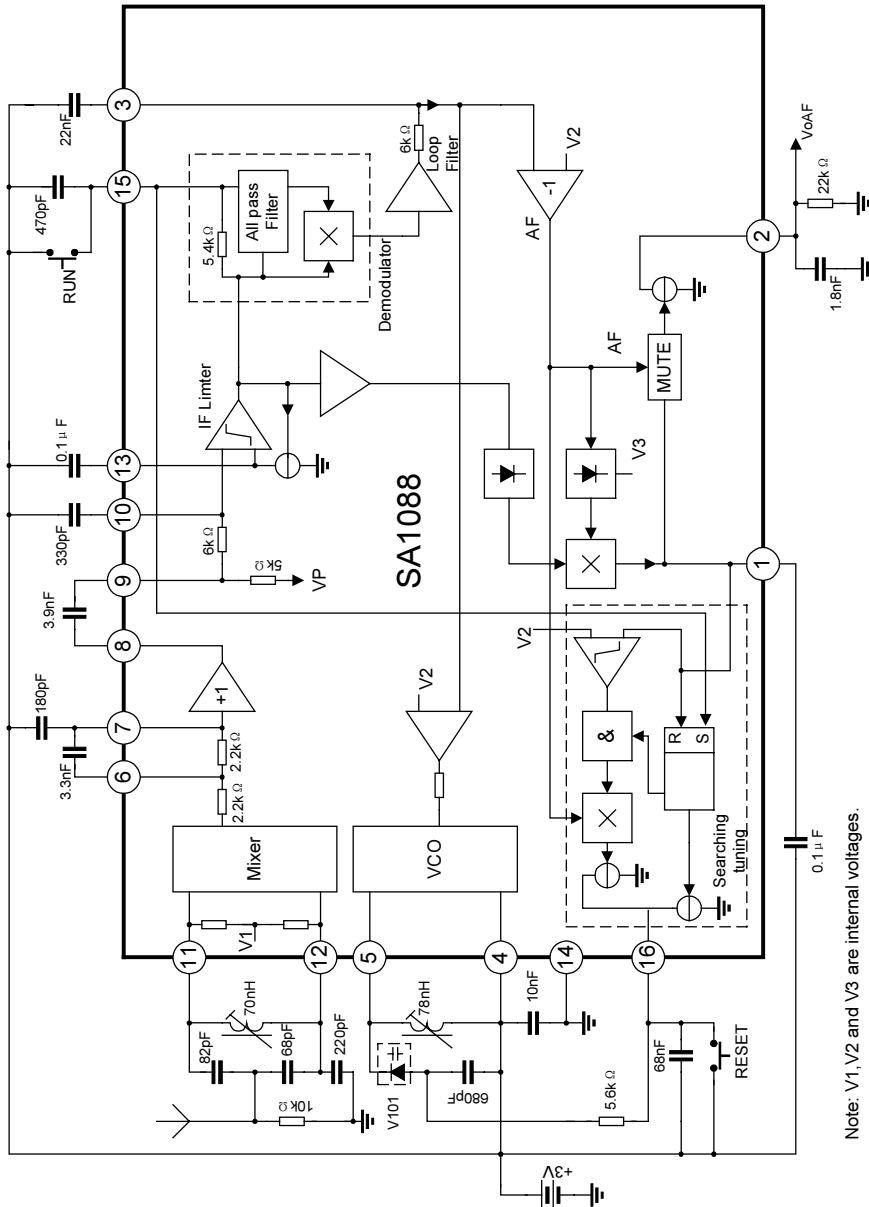 22nF
3
470pF
15
RUN
0.1μF
13
330pF
10
9
3.9nF
8
180pF
7
3.3nF
6
5.4kΩ
All pass
Filter
Demodulator
6kΩ
Loop
Filter
IF Limter
6kΩ
5kΩ
VP
+1
2.2kΩ
2.2kΩ
Mixer
V1
11
12
82pF
70nH
68pF
220pF
10kΩ
SA1088
V2
-1
AF
V2
VCO
5
4
14
16
V101
78nH
680pF
10nF
5.6kΩ
68nF
RESET
+3V
AF
MUTE
V3
V2
&
R
S
Searching
tuning
1
2
VoAF
22kΩ
1.8nF
0.1μF
Note: V1,V2 and V3 are internal voltages.